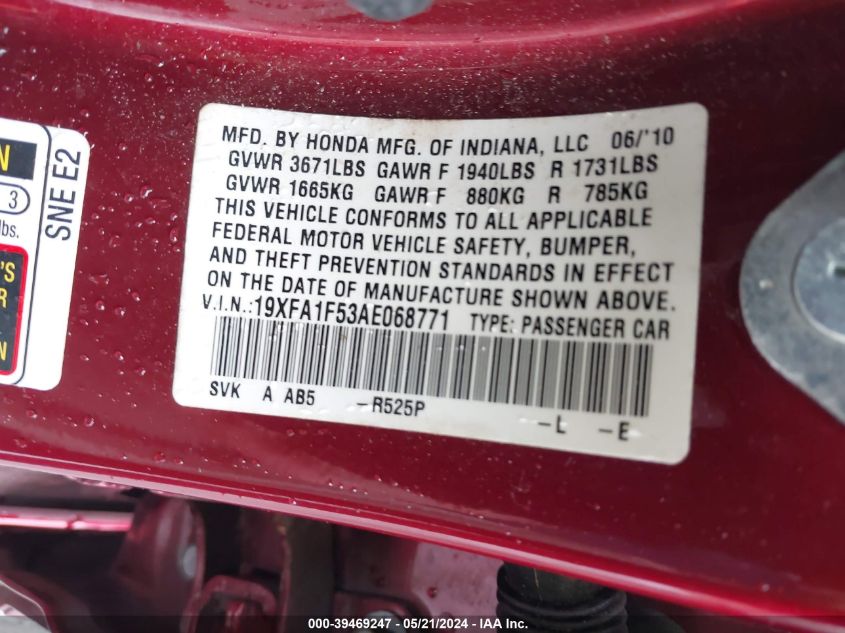 MFD. BY HONDA MFG. OF INDIANA, LLC 06/'10
GVWR 3671LBS GAWR F 1940LBS R 1731LBS
GVWR 1665KG GAWR F 880KG R 785KG
THIS VEHICLE CONFORMS TO ALL APPLICABLE
FEDERAL MOTOR VEHICLE SAFETY, BUMPER,
AND THEFT PREVENTION STANDARDS IN EFFECT
ON THE DATE OF MANUFACTURE SHOWN ABOVE.
V.I.N.:19XFA1F53AE068771 TYPE: PASSENGER CAR
SVK A AB5 -R525P -L -E
SNE E2
N
3
lbs.
'S
R
N
000-39469247 - 05/21/2024 - IAAI, Inc.